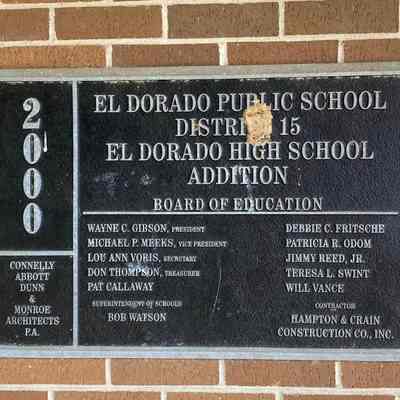 2000
CONNELLY
ABBOTT
DUNN
&
MONROE
ARCHITECTS
P.A.
EL DORADO PUBLIC SCHOOL
DISTRICT 15
EL DORADO HIGH SCHOOL
ADDITION
BOARD OF EDUCATION
WAYNE C. GIBSON, PRESIDENT
MICHAEL P. MEEKS, VICE PRESIDENT
LOU ANN VORIS, SECRETARY
DON THOMPSON, TREASURER
PAT CALLAWAY
SUPERINTENDENT OF SCHOOLS
BOB WATSON
DEBBIE C. FRITSCHE
PATRICIA R. ODOM
JIMMY REED, JR.
TERESA L. SWINT
WILL VANCE
CONTRACTOR
HAMPTON & CRAIN
CONSTRUCTION CO., INC.